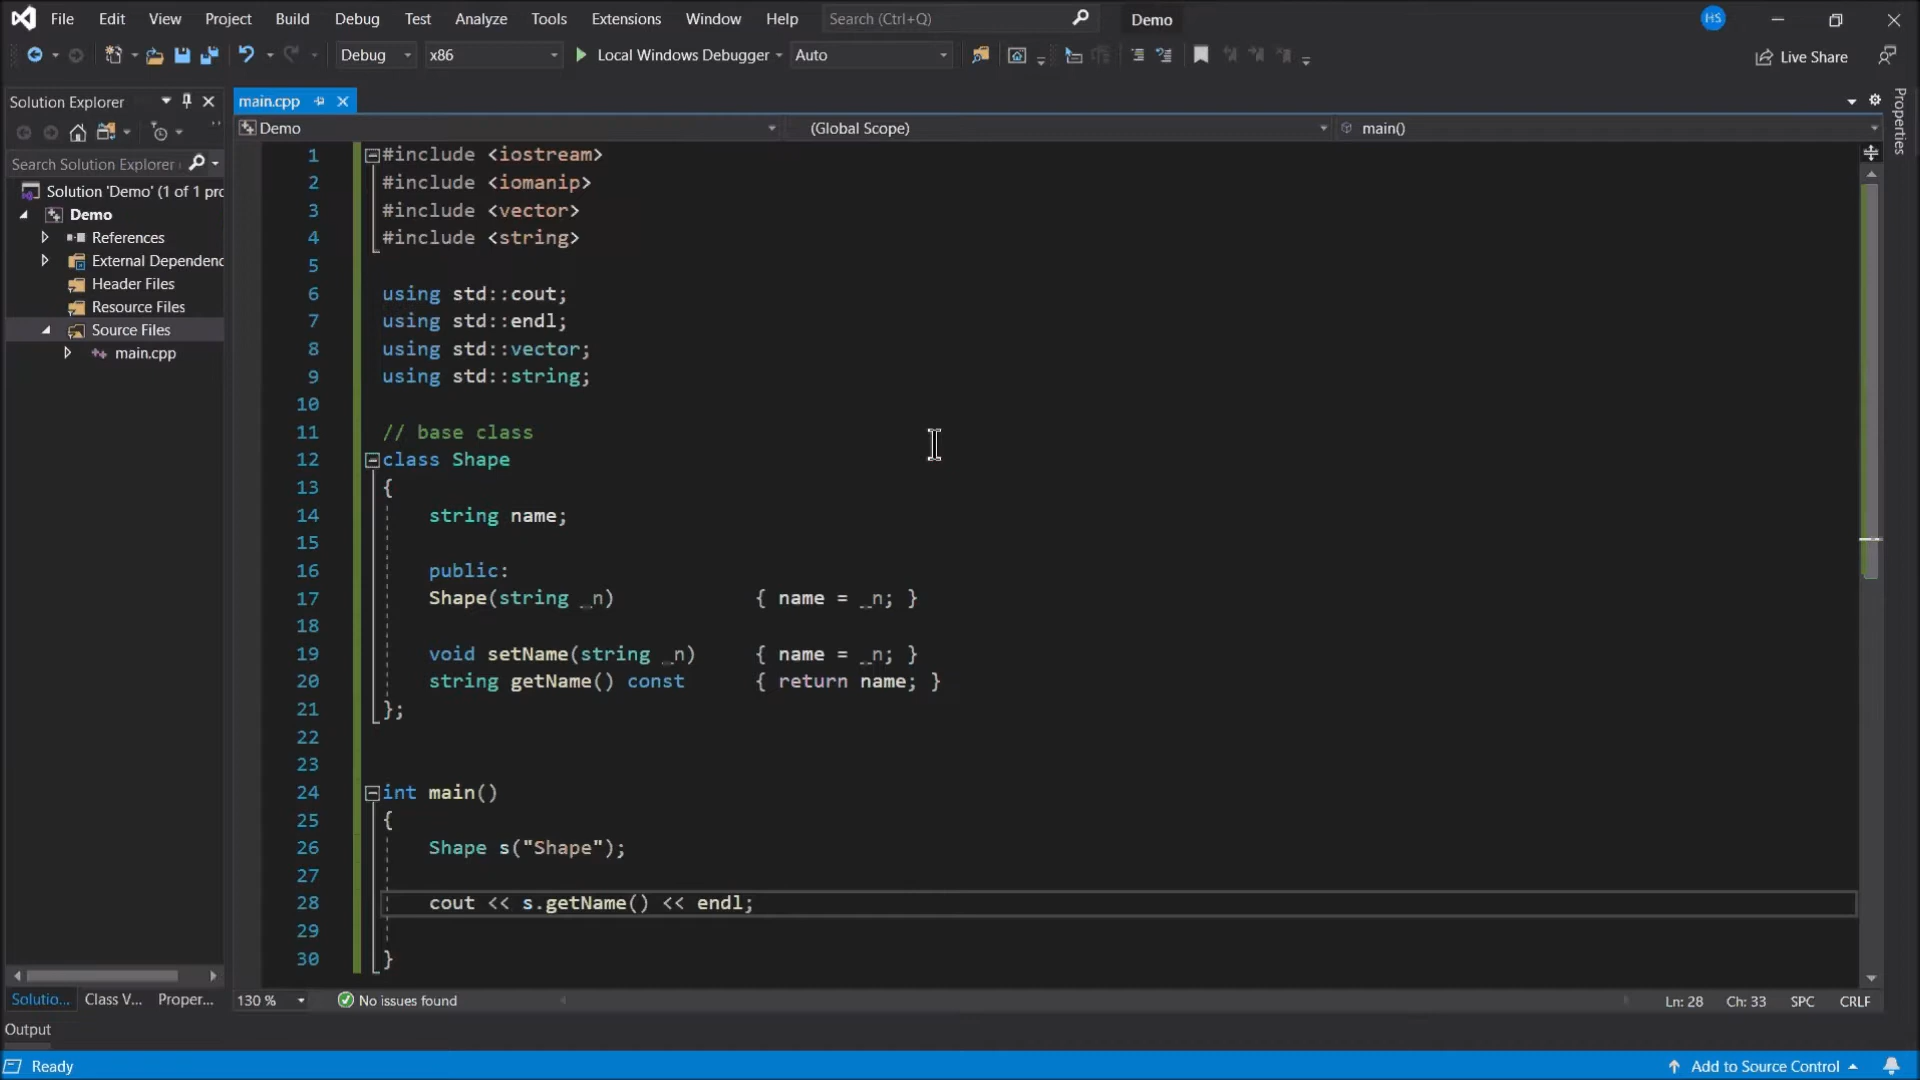 File Edit View Project Build Debug Test Analyze Tools Extensions Window Help Search (Ctrl+Q) Demo HS
Debug x86 Local Windows Debugger Auto Live Share
Solution Explorer main.cpp
Demo (Global Scope) main()
Search Solution Explorer
Solution 'Demo' (1 of 1 pro
Demo
References
External Dependenc
Header Files
Resource Files
Source Files
main.cpp
Properties
1 #include <iostream>
2 #include <iomanip>
3 #include <vector>
4 #include <string>
5
6 using std::cout;
7 using std::endl;
8 using std::vector;
9 using std::string;
10
11 // base class
12 class Shape
13 {
14 string name;
15
16 public:
17 Shape(string _n) { name = _n; }
18
19 void setName(string _n) { name = _n; }
20 string getName() const { return name; }
21 };
22
23
24 int main()
25 {
26 Shape s("Shape");
27
28 cout << s.getName() << endl;
29
30 }
Solutio... Class V... Proper... 130 % No issues found Ln: 28 Ch: 33 SPC CRLF
Output
Ready Add to Source Control